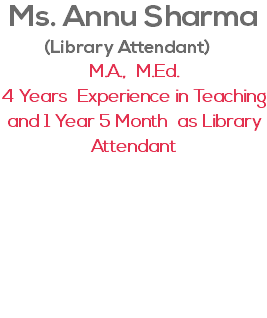 Ms. Annu Sharma
(Library Attendant)
M.A., M.Ed.
4 Years Experience in Teaching
and 1 Year 5 Month as Library
Attendant